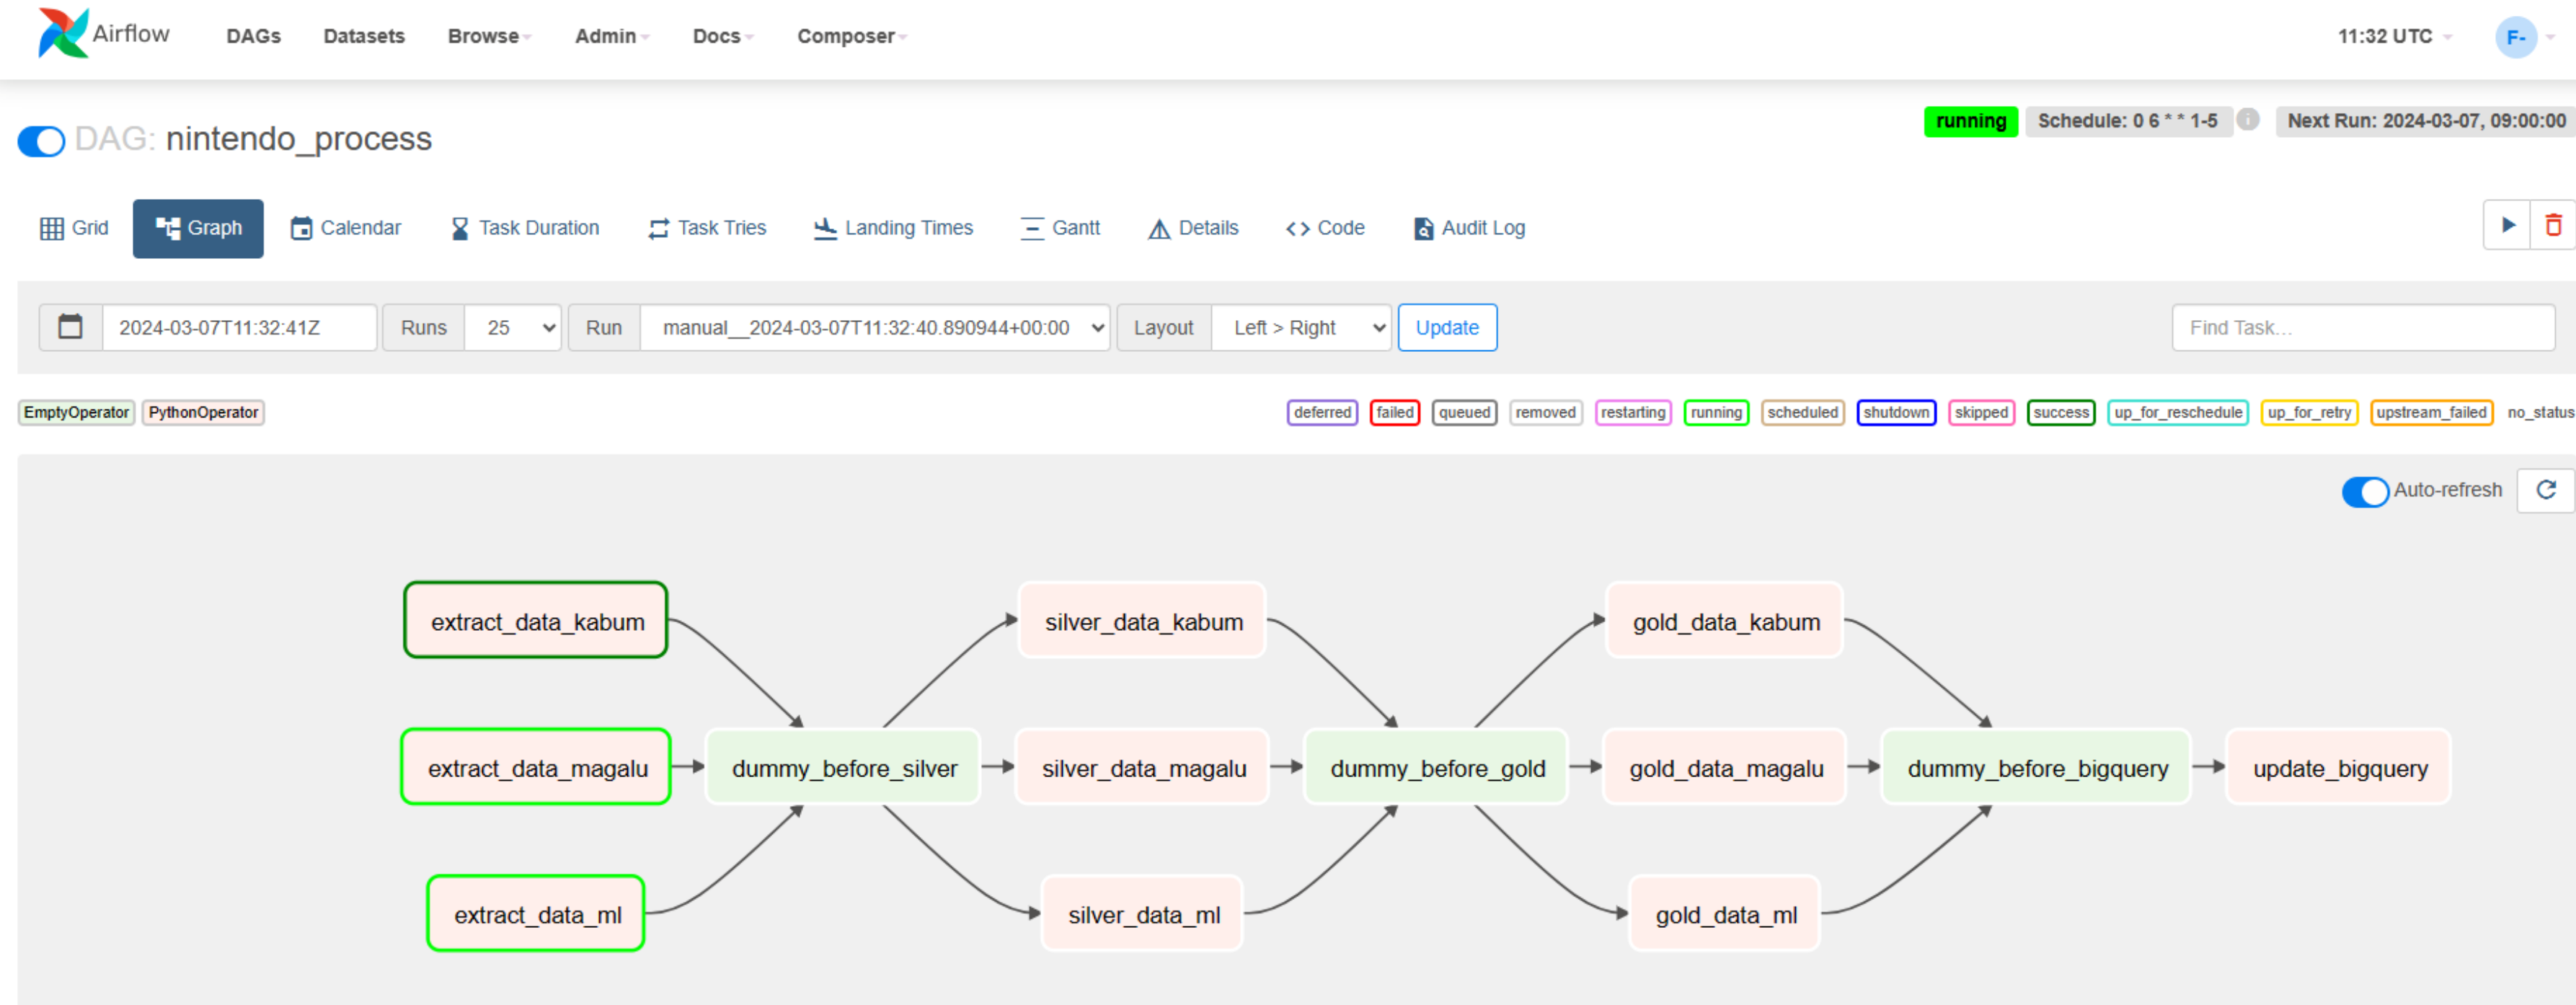 Airflow DAGs Datasets Browse Admin Docs Composer 11:32 UTC F-
DAG: nintendo_process running Schedule: 0 6 * * 1-5 i Next Run: 2024-03-07, 09:00:00
Grid Graph Calendar Task Duration Task Tries Landing Times Gantt Details <> Code Audit Log
2024-03-07T11:32:41Z Runs 25 Run manual__2024-03-07T11:32:40.890944+00:00 Layout Left > Right Update Find Task...
EmptyOperator PythonOperator deferred failed queued removed restarting running scheduled shutdown skipped success up_for_reschedule up_for_retry upstream_failed no_status
Auto-refresh
extract_data_kabum silver_data_kabum gold_data_kabum
extract_data_magalu dummy_before_silver silver_data_magalu dummy_before_gold gold_data_magalu dummy_before_bigquery update_bigquery
extract_data_ml silver_data_ml gold_data_ml